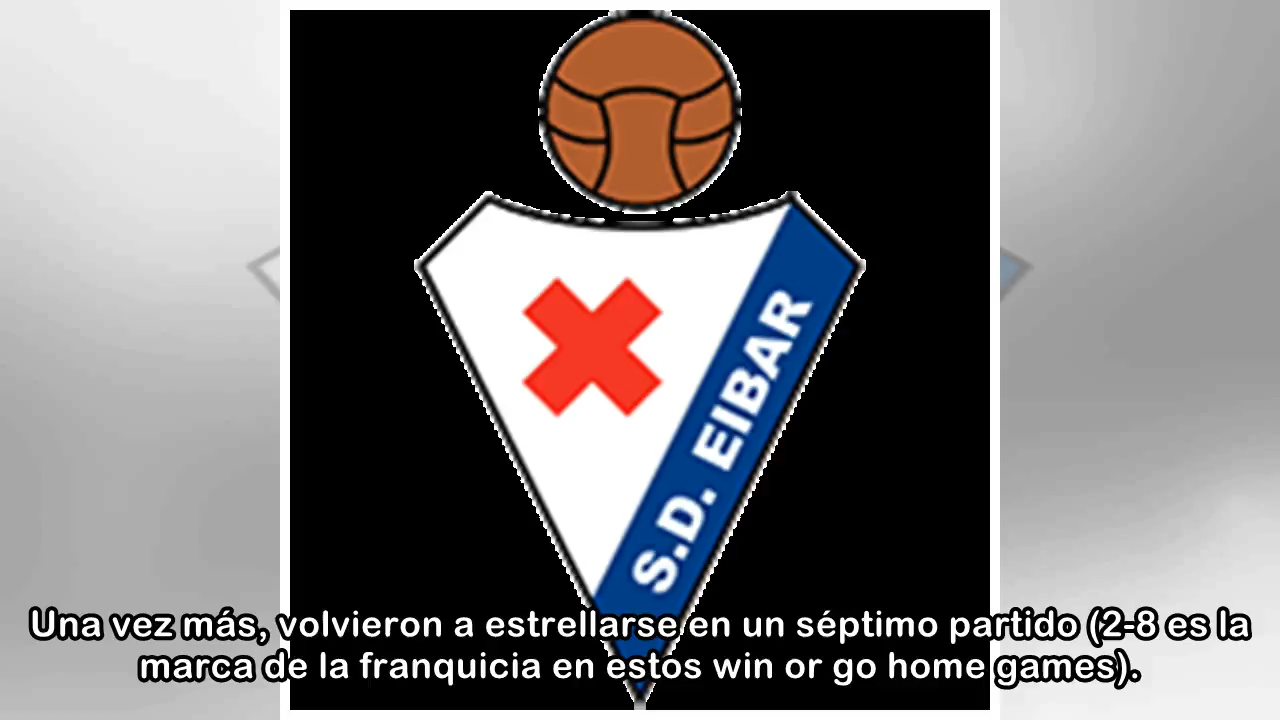 S.D. EIBAR
Una vez más, volvieron a estrellarse en un séptimo partido (2-8 es la
marca de la franquicia en estos win or go home games).